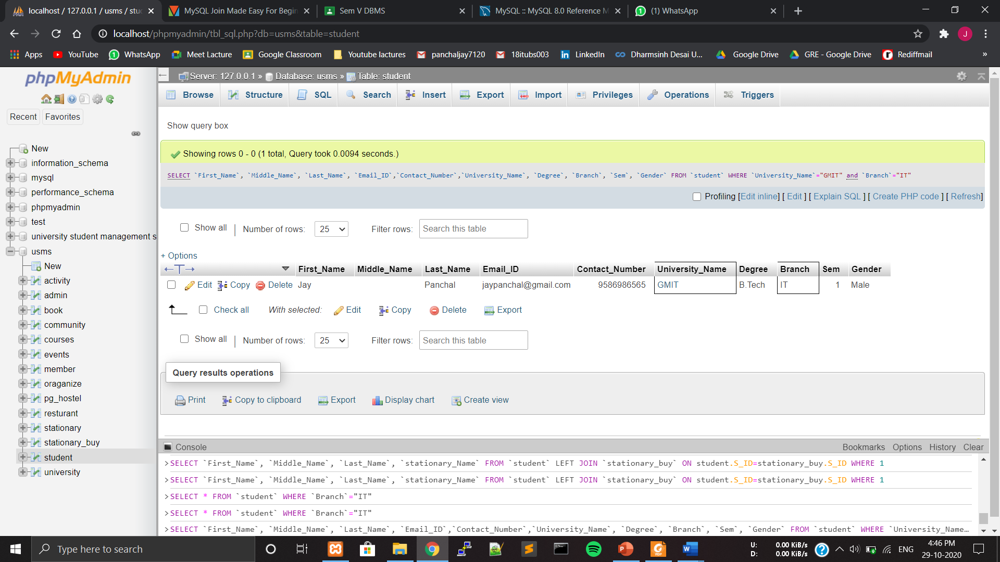 localhost / 127.0.0.1 / usms / stud
MySQL Join Made Easy For Begin
Sem V DBMS
MySQL :: MySQL 8.0 Reference M
(1) WhatsApp
localhost/phpmyadmin/tbl_sql.php?db=usms&table=student
J
Apps YouTube WhatsApp Meet Lacture Google Classroom Youtube lactures panchaljay7120 18itubs003 LinkedIn Dharmsinh Desai U... Google Drive GRE - Google Drive Rediffmail »
phpMyAdmin
Recent Favorites
New
information_schema
mysql
performance_schema
phpmyadmin
test
university student management s
usms
New
activity
admin
book
community
courses
events
member
oraganize
pg_hostel
resturant
stationary
stationary_buy
student
university
Server: 127.0.0.1 » Database: usms » Table: student
Browse Structure SQL Search Insert Export Import Privileges Operations Triggers
Show query box
Showing rows 0 - 0 (1 total, Query took 0.0094 seconds.)
SELECT `First_Name`, `Middle_Name`, `Last_Name`, `Email_ID`,`Contact_Number`,`University_Name`, `Degree`, `Branch`, `Sem`, `Gender` FROM `student` WHERE `University_Name`="GMIT" and `Branch`="IT"
Profiling [Edit inline] [ Edit ] [ Explain SQL ] [ Create PHP code ] [ Refresh]
Show all | Number of rows: 25 Filter rows: Search this table
+ Options
←T→ First_Name Middle_Name Last_Name Email_ID Contact_Number University_Name Degree Branch Sem Gender
Edit Copy Delete Jay Panchal jaypanchal@gmail.com 9586986565 GMIT B.Tech IT 1 Male
Check all With selected: Edit Copy Delete Export
Show all | Number of rows: 25 Filter rows: Search this table
Query results operations
Print Copy to clipboard Export Display chart Create view
Console Bookmarks Options History Clear
>SELECT `First_Name`, `Middle_Name`, `Last_Name`, `stationary_Name` FROM `student` LEFT JOIN `stationary_buy` ON student.S_ID=stationary_buy.S_ID WHERE 1
>SELECT `First_Name`, `Middle_Name`, `Last_Name`, `stationary_Name` FROM `student` LEFT JOIN `stationary_buy` ON student.S_ID=stationary_buy.S_ID WHERE 1
>SELECT * FROM `student` WHERE `Branch`="IT"
>SELECT * FROM `student` WHERE `Branch`="IT"
>SELECT `First_Name`, `Middle_Name`, `Last_Name`, `Email_ID`,`Contact_Number`,`University_Name`, `Degree`, `Branch`, `Sem`, `Gender` FROM `student` WHERE `University_Name…
Type here to search
U: 0.00 KiB/s
D: 0.00 KiB/s
ENG
4:46 PM
29-10-2020